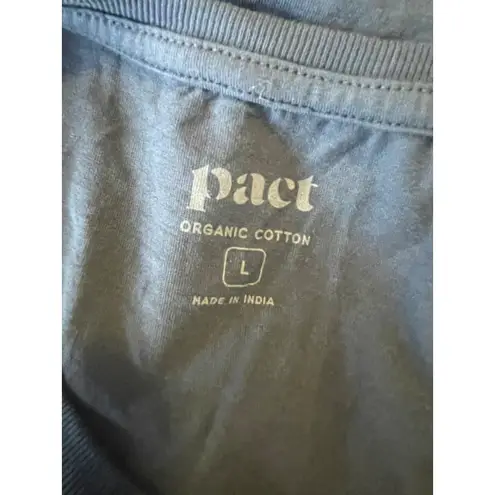 pact
ORGANIC COTTON
L
MADE IN INDIA